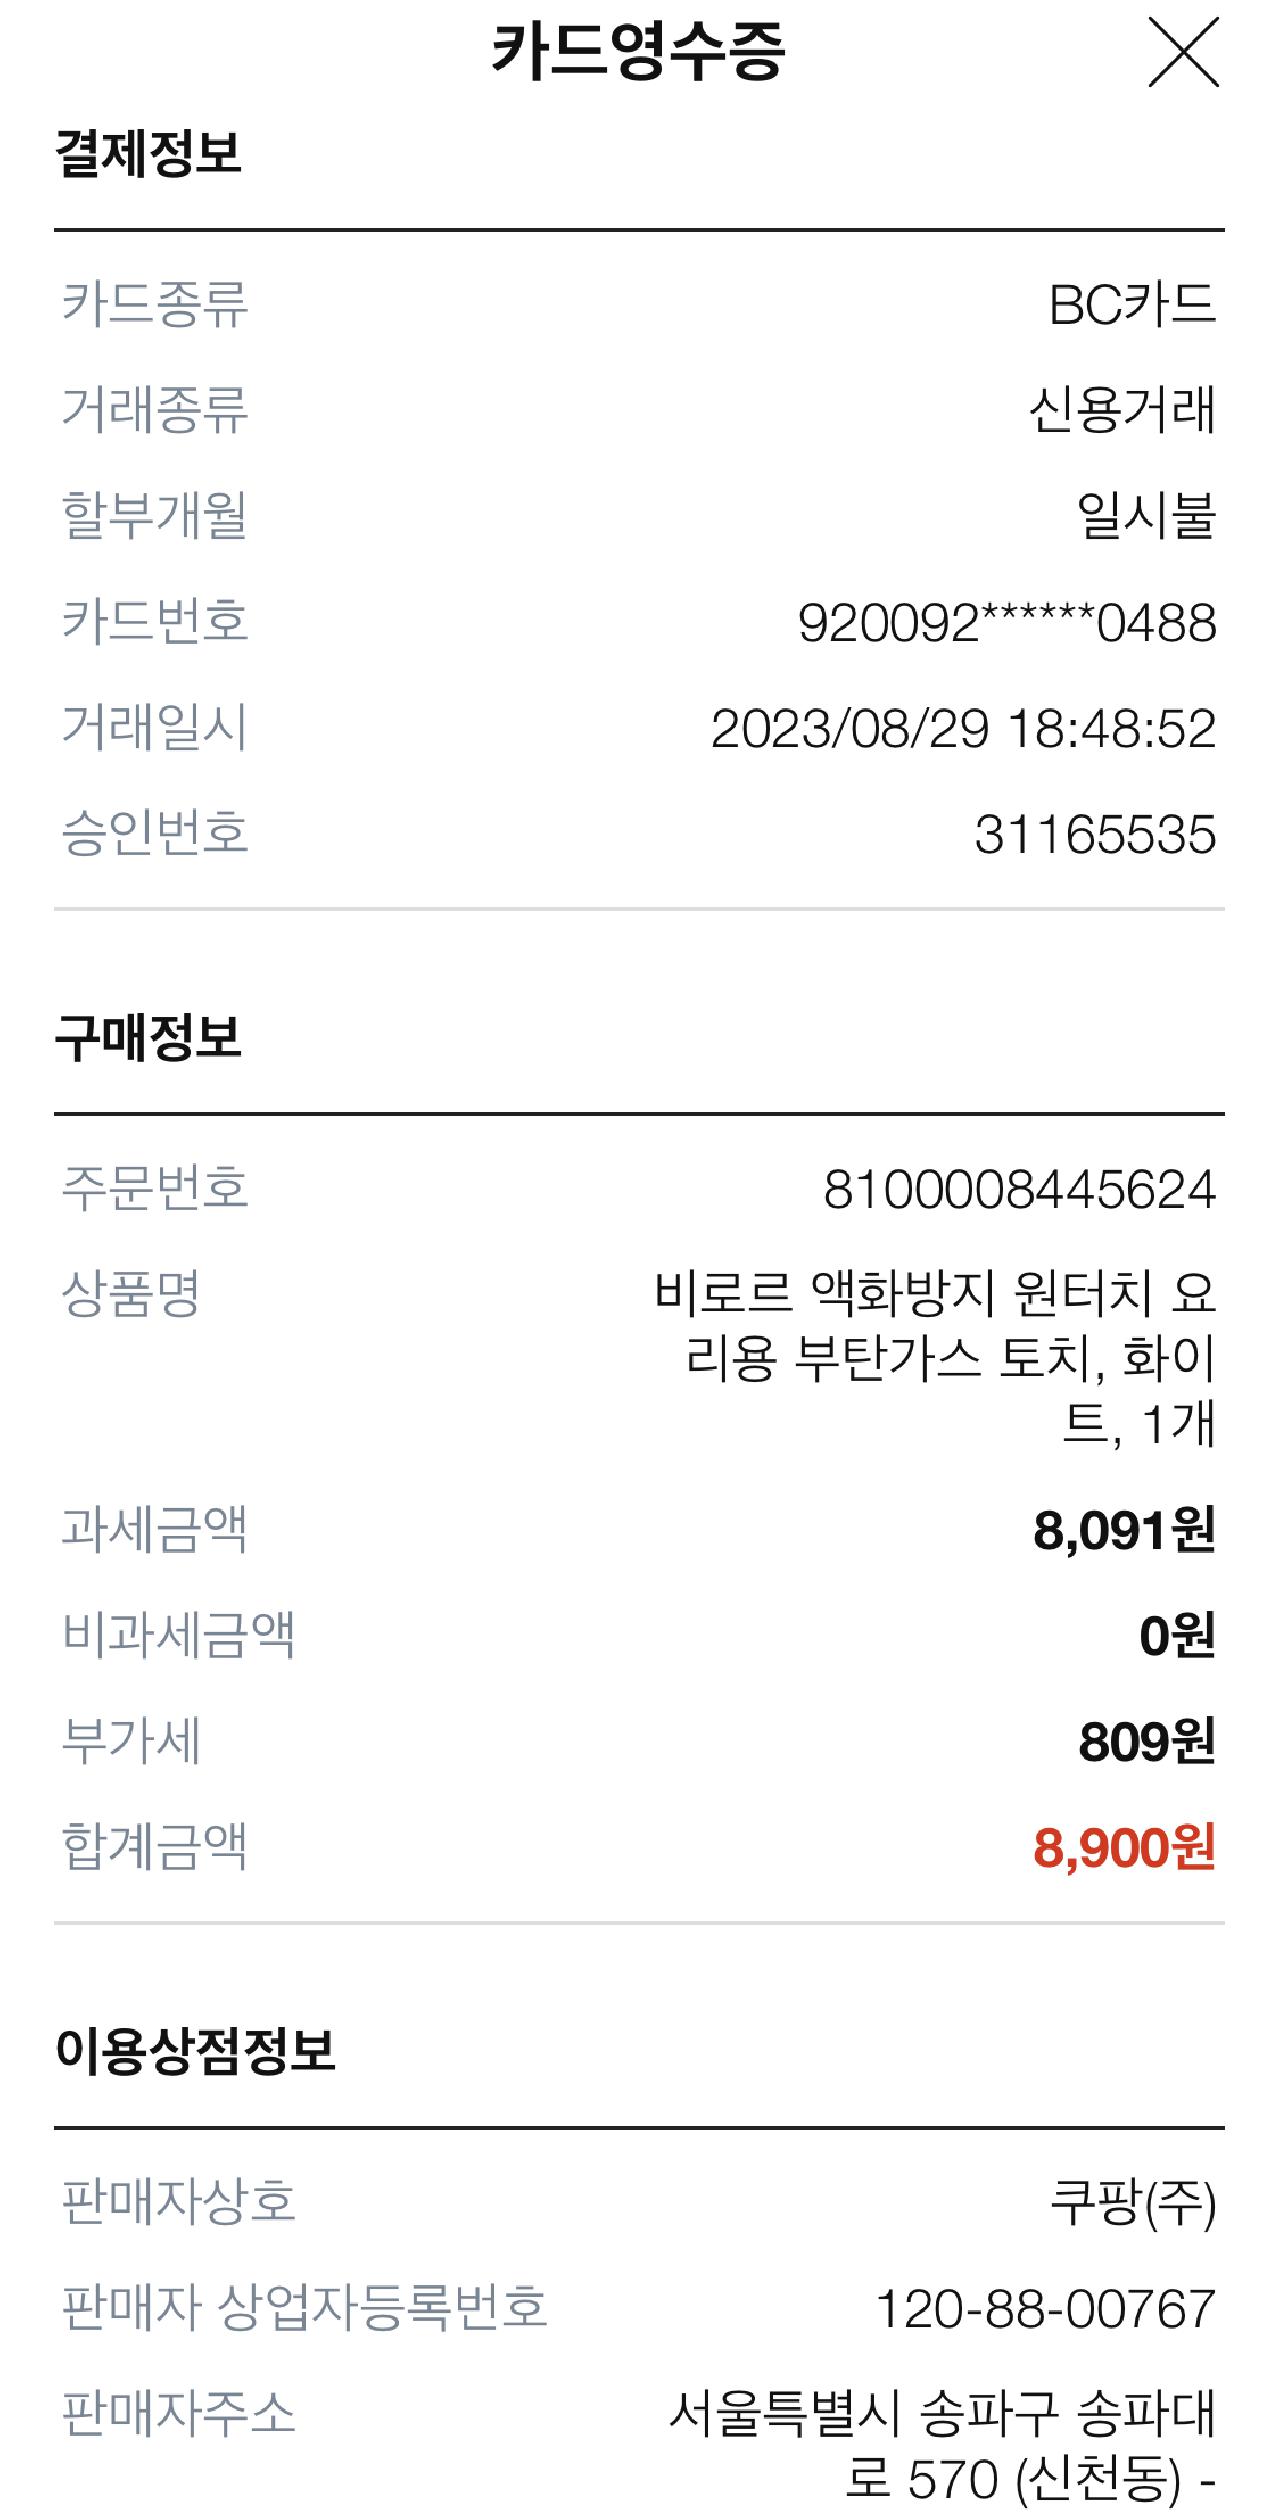 카드영수증
결제정보
카드종류 BC카드
거래종류 신용거래
할부개월 일시불
카드번호 920092******0488
거래일시 2023/08/29 18:48:52
승인번호 31165535
구매정보
주문번호 8100008445624
상품명 비로르 액화방지 원터치 요
리용 부탄가스 토치, 화이
트, 1개
과세금액 8,091원
비과세금액 0원
부가세 809원
합계금액 8,900원
이용상점정보
판매자상호 쿠팡(주)
판매자 상업자등록번호 120-88-00767
판매자주소 서울특별시 송파구 송파대
로 570 (신천동) -